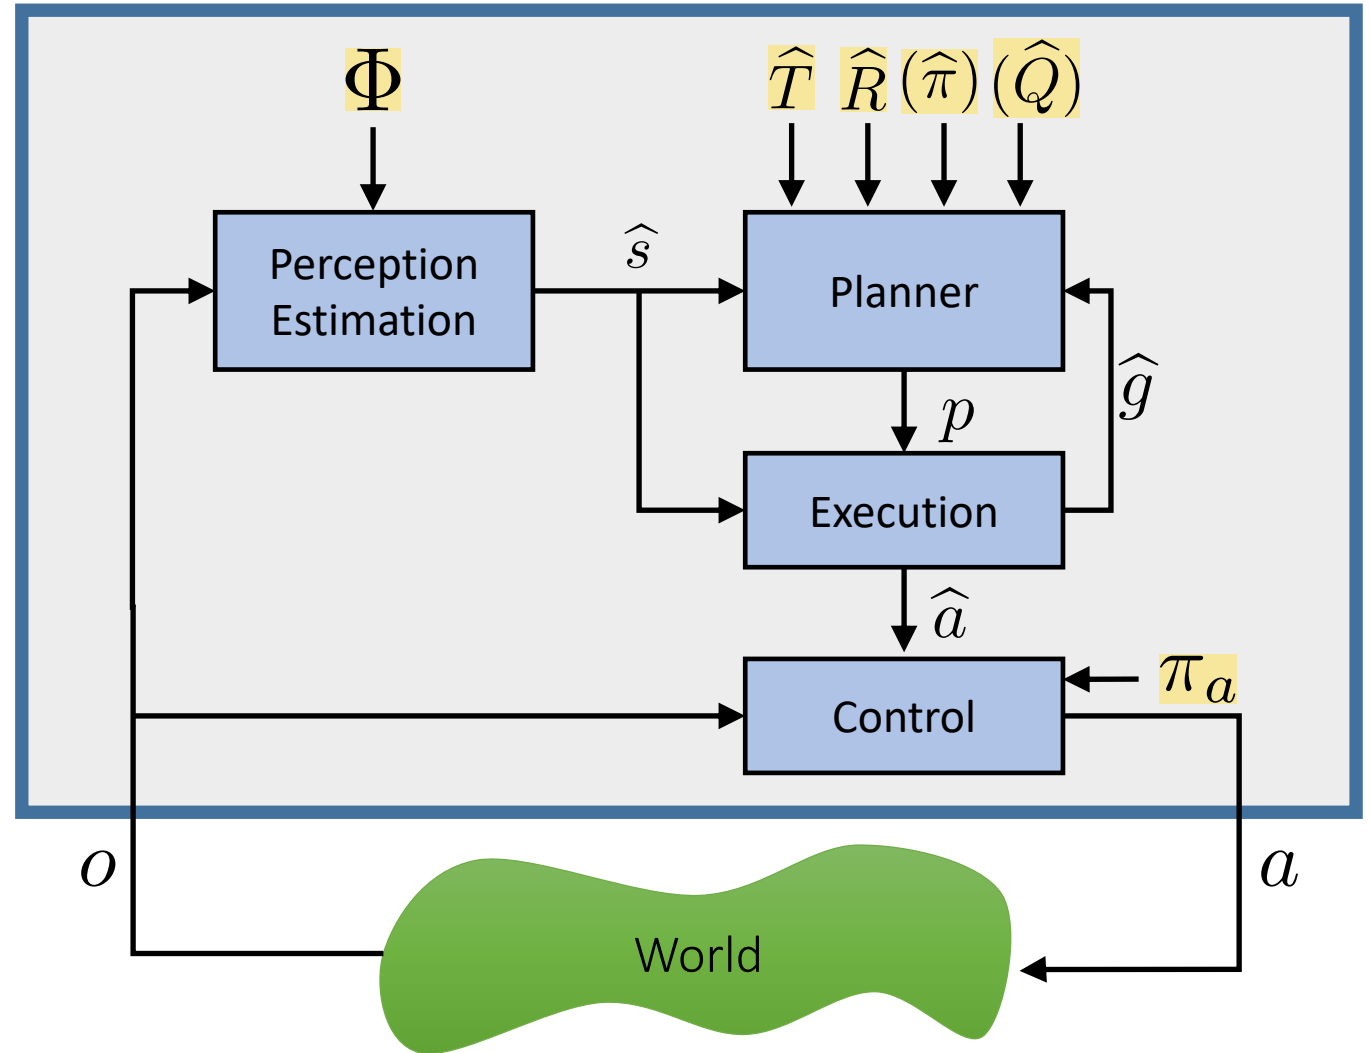 Φ
T̂ R̂ (π̂) (Q̂)
Perception
Estimation
ŝ
Planner
ĝ
p
Execution
â
π_a
Control
o
a
World